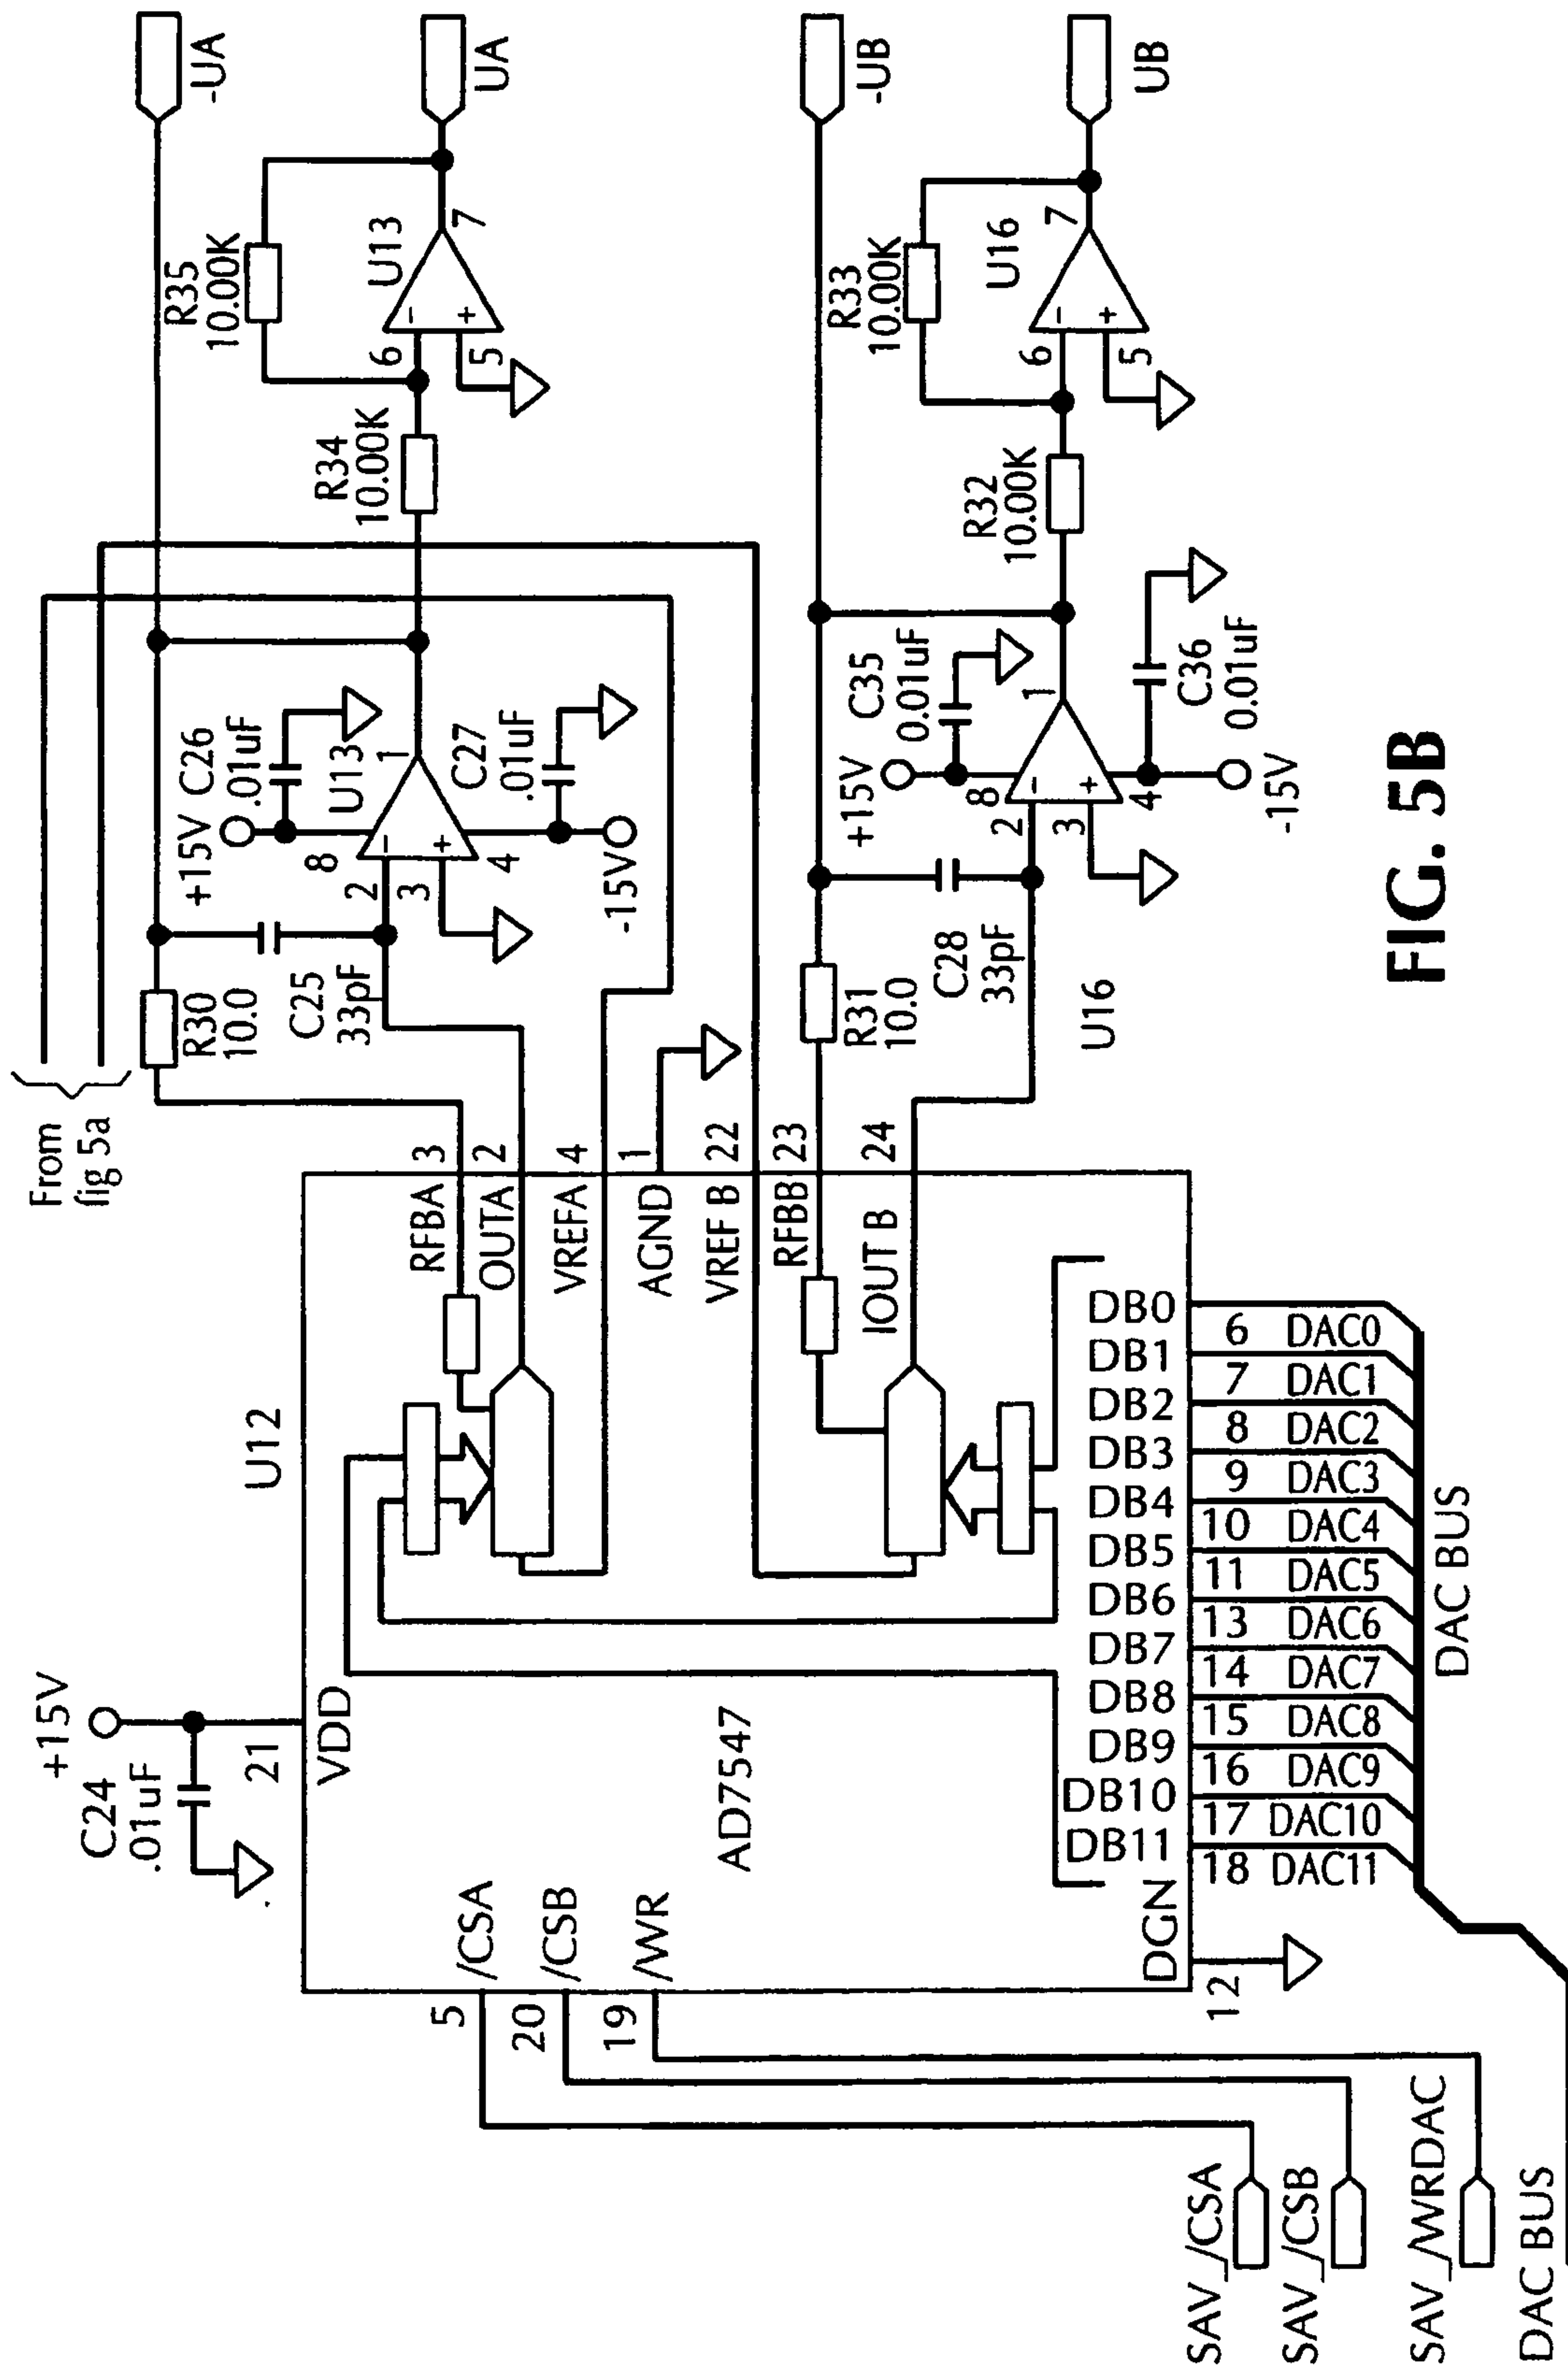 From
fig 5a
-UA
UA
-UB
UB
R35
10.00K
U13
7
6
5
-
+
R34
10.00K
+15V
C26
.01uF
U13
8
1
2
3
-
+
4
C27
.01uF
-15V
R30
10.0
C25
33pF
R33
10.00K
U16
7
6
5
-
+
R32
10.00K
+15V
C35
0.01uF
8
1
2
3
-
+
4
C36
0.01uF
-15V
C28
33pF
R31
10.0
U16
+15V
C24
.01uF
21
VDD
U12
AD7547
RFBA
3
OUTA
2
VREFA
4
AGND
1
VREF B
22
RFBB
23
IOUT B
24
/CSA
5
/CSB
20
/WR
19
DGN
12
DB0
6 DAC0
DB1
7 DAC1
DB2
8 DAC2
DB3
9 DAC3
DB4
10 DAC4
DB5
11 DAC5
DB6
13 DAC6
DB7
14 DAC7
DB8
15 DAC8
DB9
16 DAC9
DB10
17 DAC10
DB11
18 DAC11
DAC BUS
SAV_/CSA
SAV_/CSB
SAV_/WRDAC
DAC BUS
FIG. 5B